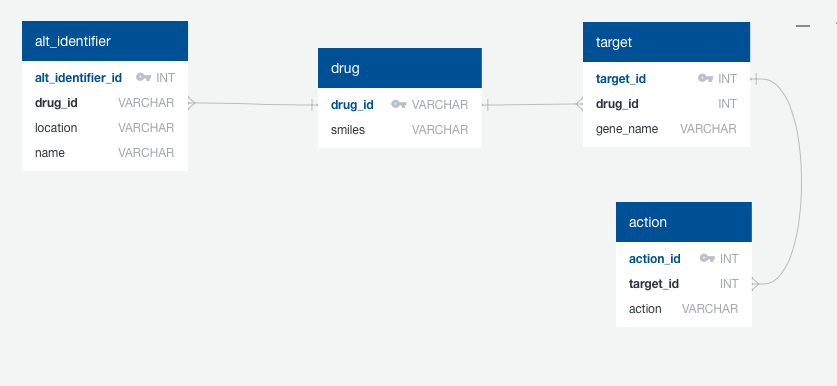 alt_identifier
alt_identifier_id INT
drug_id VARCHAR
location VARCHAR
name VARCHAR
drug
drug_id VARCHAR
smiles VARCHAR
target
target_id INT
drug_id INT
gene_name VARCHAR
action
action_id INT
target_id INT
action VARCHAR